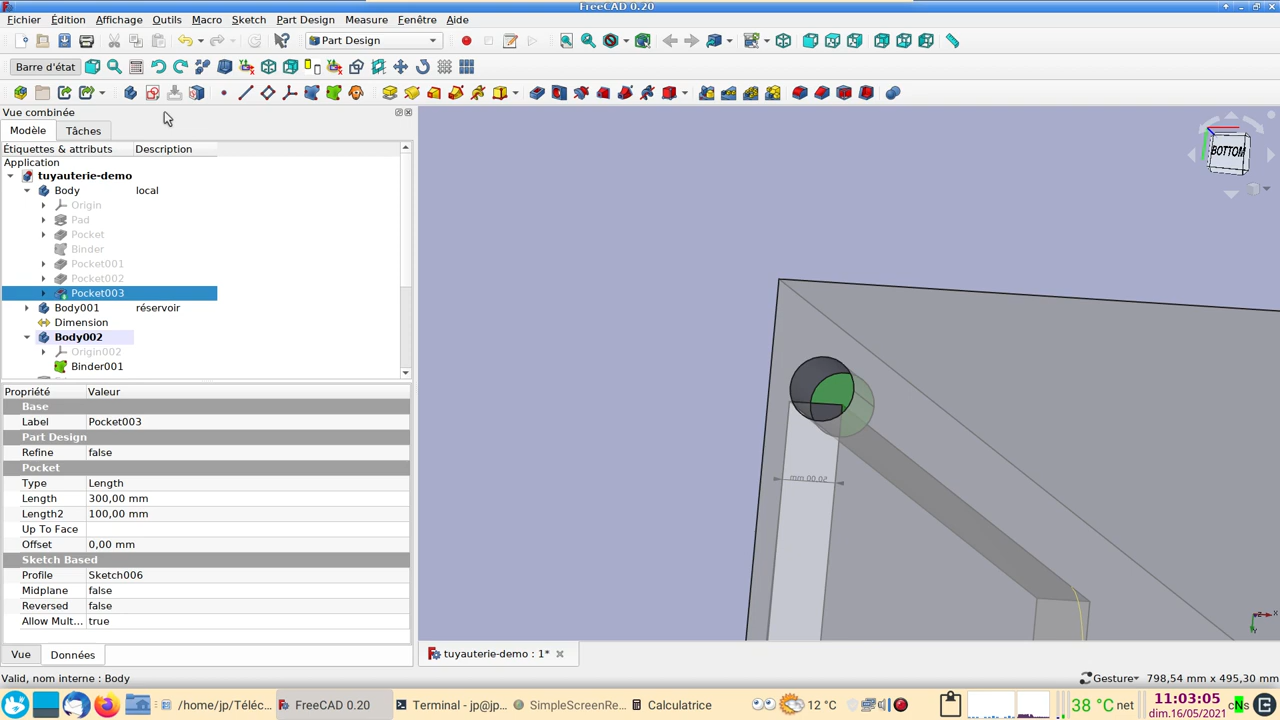 FreeCAD 0.20
Fichier Édition Affichage Outils Macro Sketch Part Design Measure Fenêtre Aide
Part Design
Barre d'état
Vue combinée
Modèle Tâches
Étiquettes & attributs Description
Application
tuyauterie-demo
Body local
Origin
Pad
Pocket
Binder
Pocket001
Pocket002
Pocket003
Body001 réservoir
Dimension
Body002
Origin002
Binder001
Propriété Valeur
Base
Label Pocket003
Part Design
Refine false
Pocket
Type Length
Length 300,00 mm
Length2 100,00 mm
Up To Face
Offset 0,00 mm
Sketch Based
Profile Sketch006
Midplane false
Reversed false
Allow Mult... true
Vue Données
BOTTOM
50,00 mm
tuyauterie-demo : 1*
Valid, nom interne : Body
Gesture 798,54 mm x 495,30 mm
/home/jp/Téléc... FreeCAD 0.20 Terminal - jp@jp... SimpleScreenRe... Calculatrice 12 °C 38 °C net 11:03:05
dim.16/05/2021